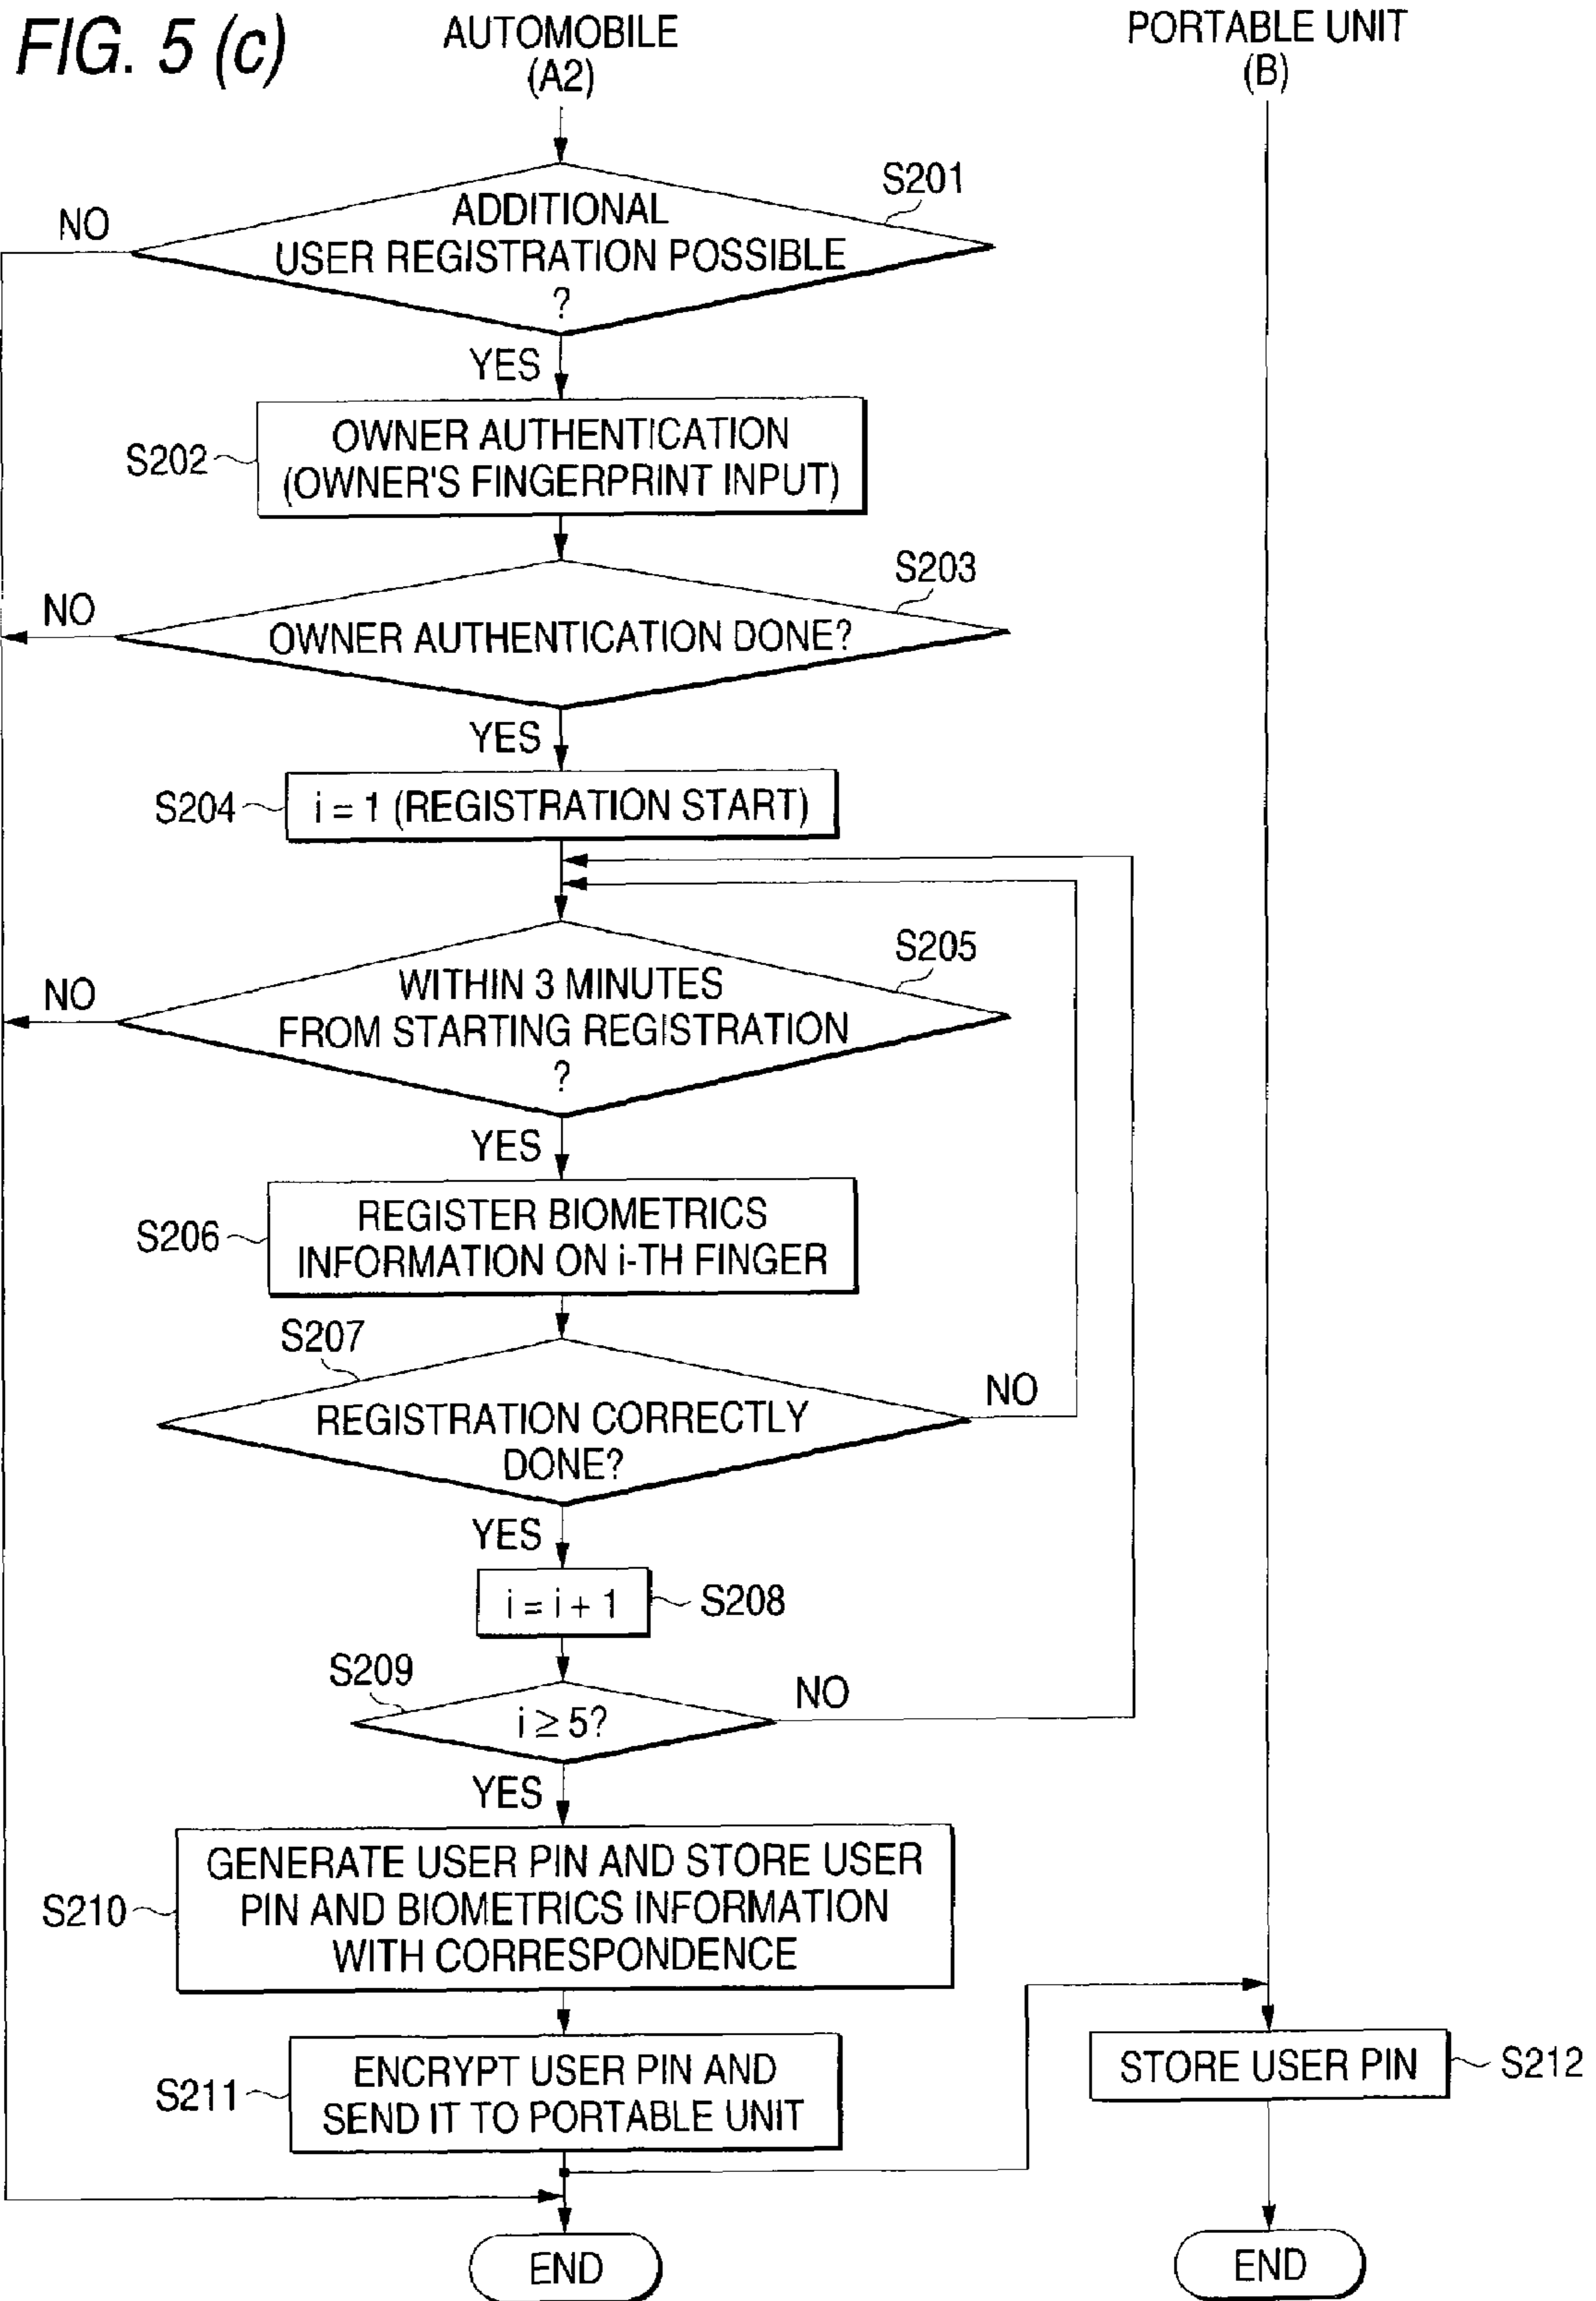 FIG. 5 (c)
AUTOMOBILE
(A2)
PORTABLE UNIT
(B)
S201
NO
ADDITIONAL
USER REGISTRATION POSSIBLE
?
YES
S202
OWNER AUTHENTICATION
(OWNER'S FINGERPRINT INPUT)
S203
NO
OWNER AUTHENTICATION DONE?
YES
S204
i = 1 (REGISTRATION START)
S205
NO
WITHIN 3 MINUTES
FROM STARTING REGISTRATION
?
YES
S206
REGISTER BIOMETRICS
INFORMATION ON i-TH FINGER
S207
NO
REGISTRATION CORRECTLY
DONE?
YES
i = i + 1
S208
S209
NO
i ≥ 5?
YES
S210
GENERATE USER PIN AND STORE USER
PIN AND BIOMETRICS INFORMATION
WITH CORRESPONDENCE
S211
ENCRYPT USER PIN AND
SEND IT TO PORTABLE UNIT
STORE USER PIN
S212
END
END